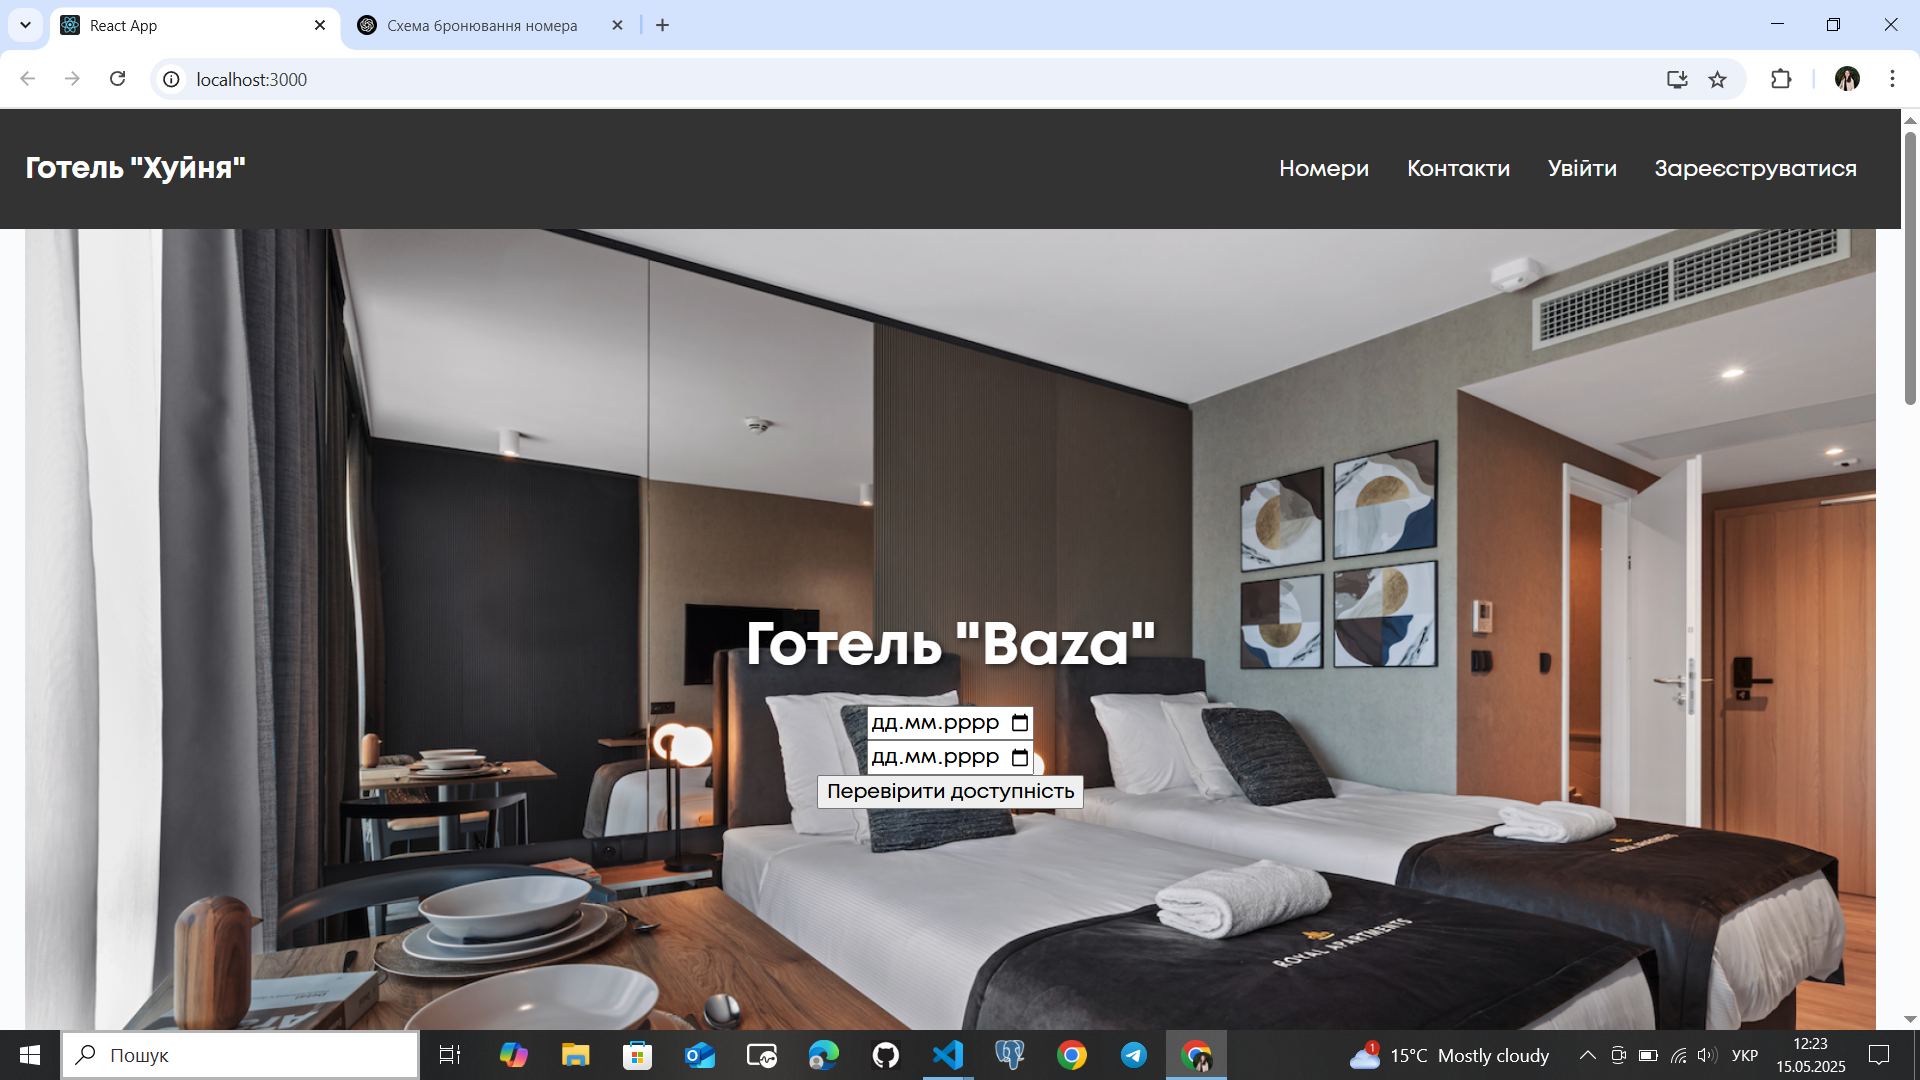 React App
Схема бронювання номера
localhost:3000
Готель "Хуйня"
Номери
Контакти
Увійти
Зареєструватися
Готель "Baza"
дд.мм.рррр
дд.мм.рррр
Перевірити доступність
ROYAL APARTMENTS
Пошук
1
15°C Mostly cloudy
УКР
12:23
15.05.2025